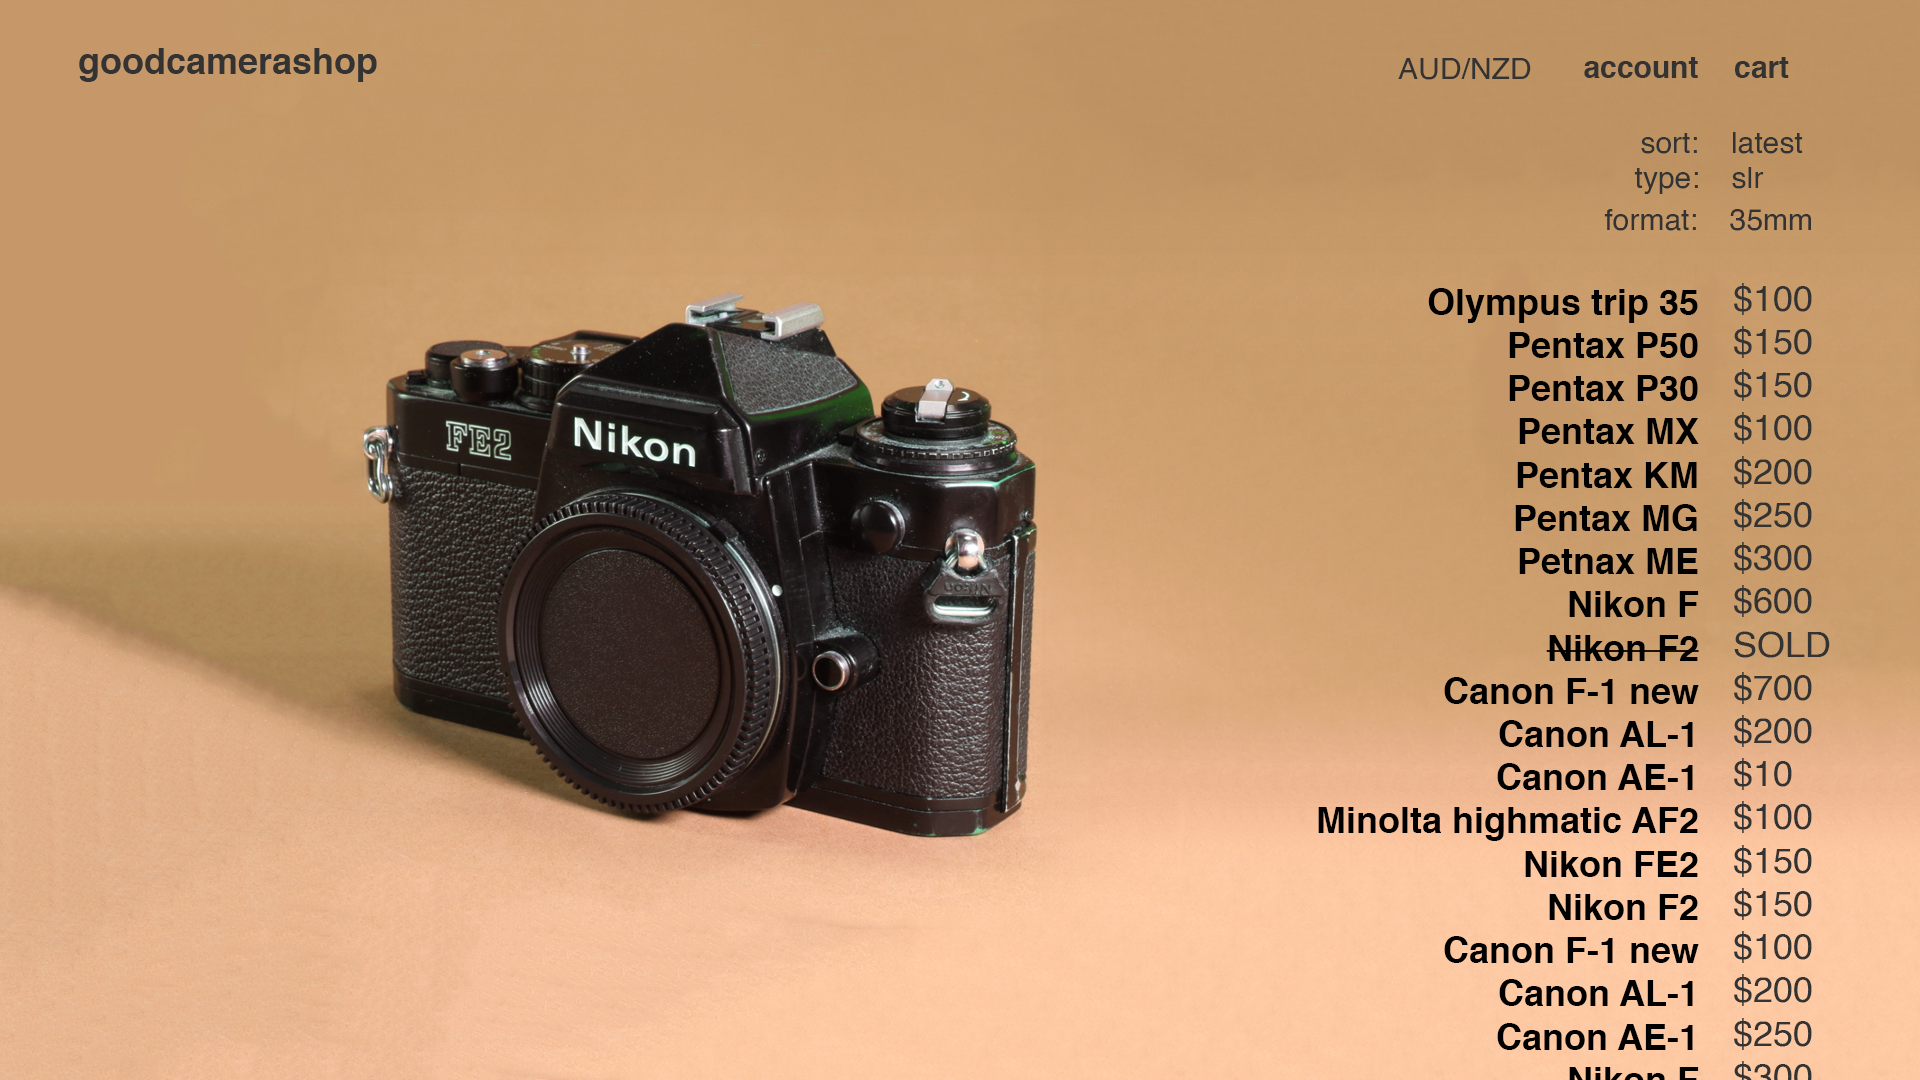 goodcamerashop
AUD/NZD account cart
sort: latest
type: slr
format: 35mm
Olympus trip 35 $100
Pentax P50 $150
Pentax P30 $150
Pentax MX $100
Pentax KM $200
Pentax MG $250
Petnax ME $300
Nikon F $600
Nikon F2 SOLD
Canon F-1 new $700
Canon AL-1 $200
Canon AE-1 $10
Minolta highmatic AF2 $100
Nikon FE2 $150
Nikon F2 $150
Canon F-1 new $100
Canon AL-1 $200
Canon AE-1 $250
Nikon F $300
FE2
Nikon